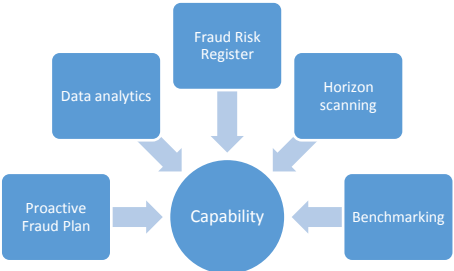 Fraud Risk
Register
Data analytics
Horizon
scanning
Proactive
Fraud Plan
Capability
Benchmarking